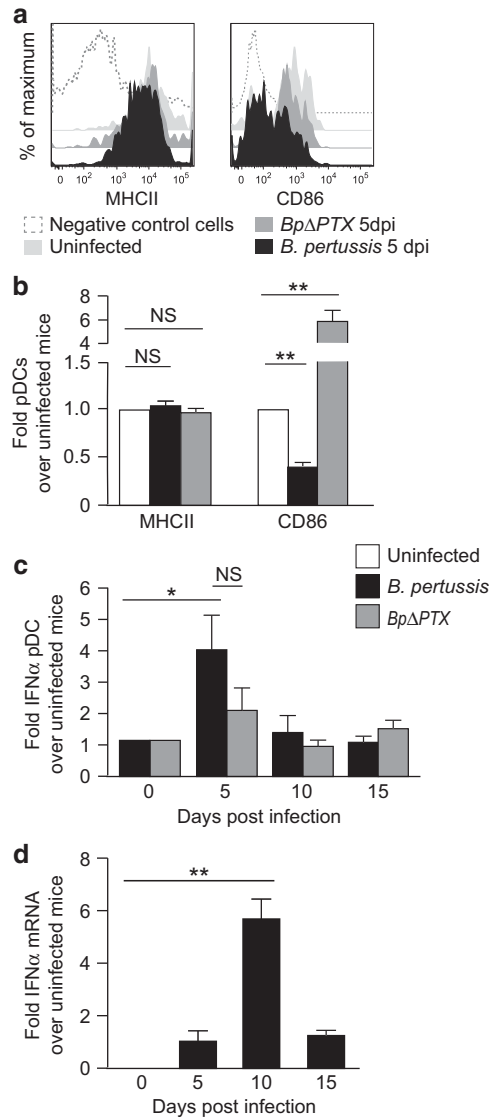 a
% of maximum
0 10² 10³ 10⁴ 10⁵
MHCII
0 10² 10³ 10⁴ 10⁵
CD86
Negative control cells
Uninfected
BpΔPTX 5dpi
B. pertussis 5 dpi
b
Fold pDCs
over uninfected mice
8
6
4
1.5
1.0
0.5
0
NS
NS
**
**
MHCII
CD86
Uninfected
B. pertussis
BpΔPTX
c
Fold IFNα pDC
over uninfected mice
6
5
4
3
2
1
0
*
NS
0 5 10 15
Days post infection
d
Fold IFNα mRNA
over uninfected mice
8
6
4
2
0
**
0 5 10 15
Days post infection